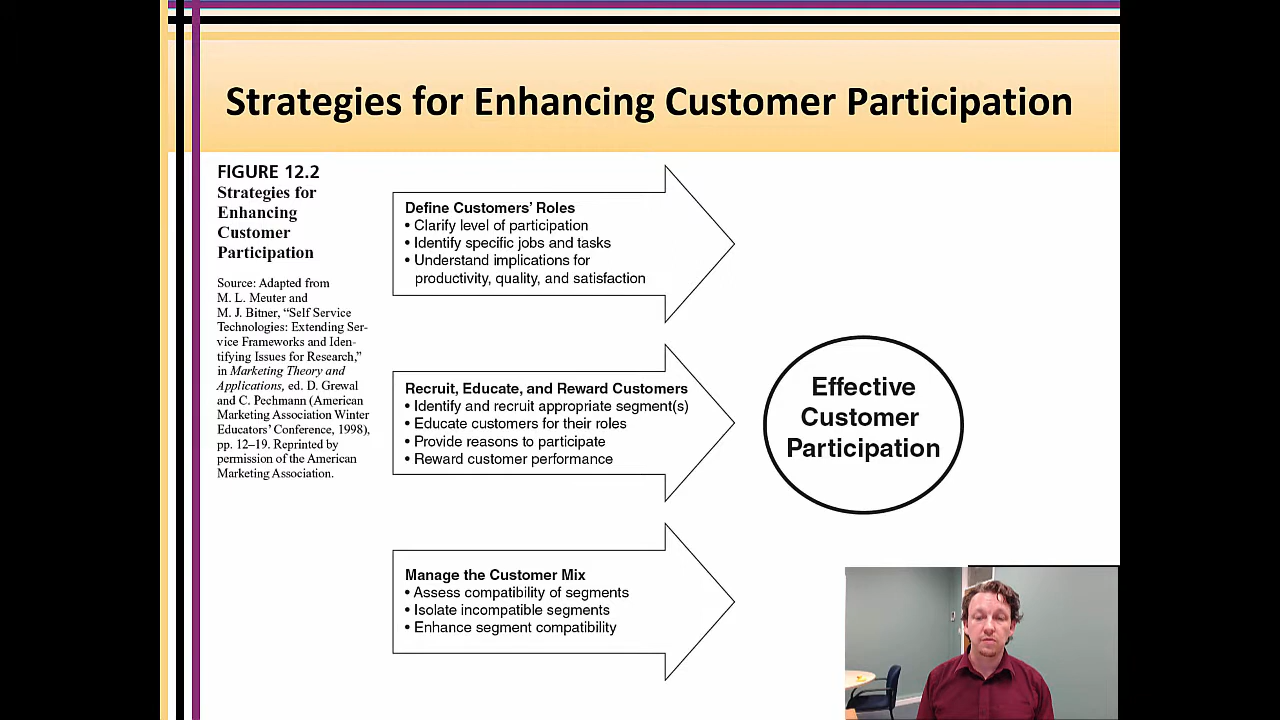 Strategies for Enhancing Customer Participation
FIGURE 12.2
Strategies for
Enhancing
Customer
Participation
Source: Adapted from
M. L. Meuter and
M. J. Bitner, “Self Service
Technologies: Extending Ser-
vice Frameworks and Iden-
tifying Issues for Research,”
in Marketing Theory and
Applications, ed. D. Grewal
and C. Pechmann (American
Marketing Association Winter
Educators’ Conference, 1998),
pp. 12–19. Reprinted by
permission of the American
Marketing Association.
Define Customers’ Roles
• Clarify level of participation
• Identify specific jobs and tasks
• Understand implications for
productivity, quality, and satisfaction
Recruit, Educate, and Reward Customers
• Identify and recruit appropriate segment(s)
• Educate customers for their roles
• Provide reasons to participate
• Reward customer performance
Manage the Customer Mix
• Assess compatibility of segments
• Isolate incompatible segments
• Enhance segment compatibility
Effective
Customer
Participation